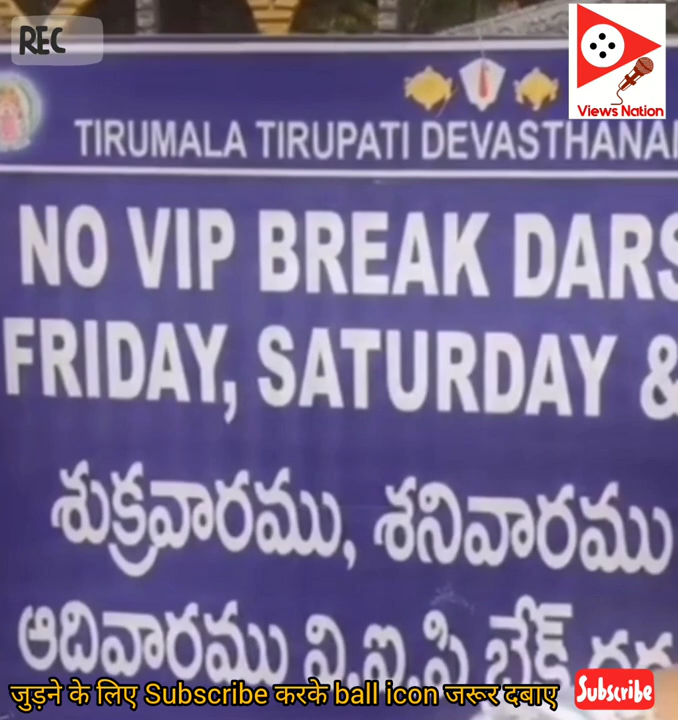 REC
Views Nation
TIRUMALA TIRUPATI DEVASTHANA
NO VIP BREAK DARS
FRIDAY, SATURDAY &
శుక్రవారము, శనివారము
ఆదివారము వి.ఐ.పి బ్రేక్
जुड़ने के लिए Subscribe करके ball icon जरूर दबाए Subscribe